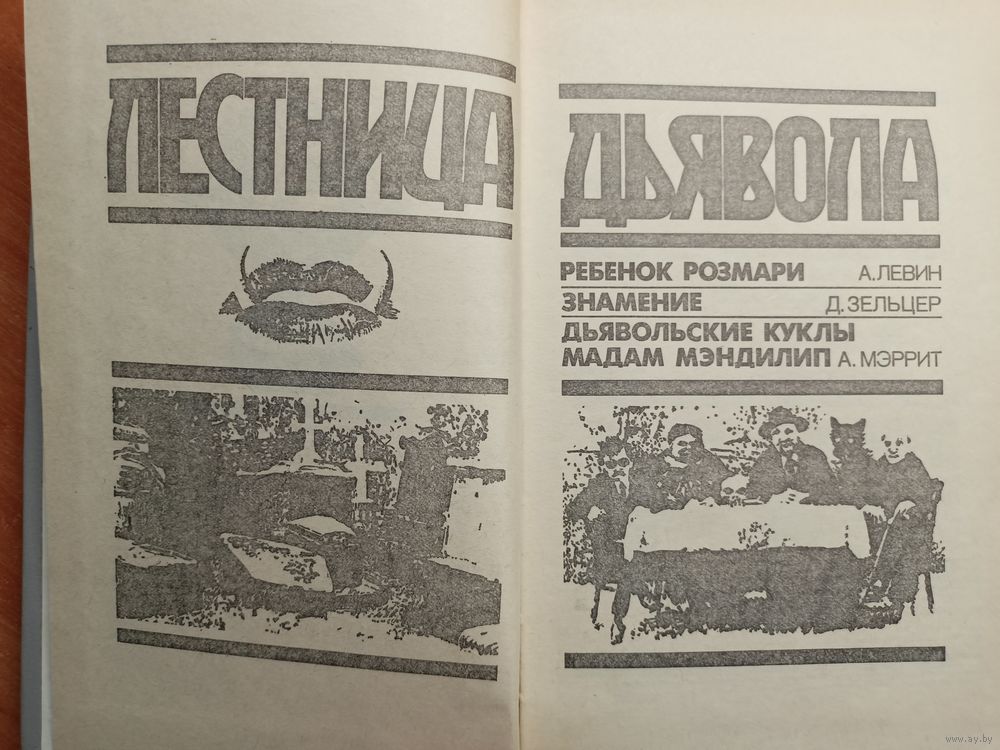 ЛЕСТНИЦА
ДЬЯВОЛА
РЕБЕНОК РОЗМАРИ А.ЛЕВИН
ЗНАМЕНИЕ Д.ЗЕЛЬЦЕР
ДЬЯВОЛЬСКИЕ КУКЛЫ
МАДАМ МЭНДИЛИП А. МЭРРИТ
www.ay.by